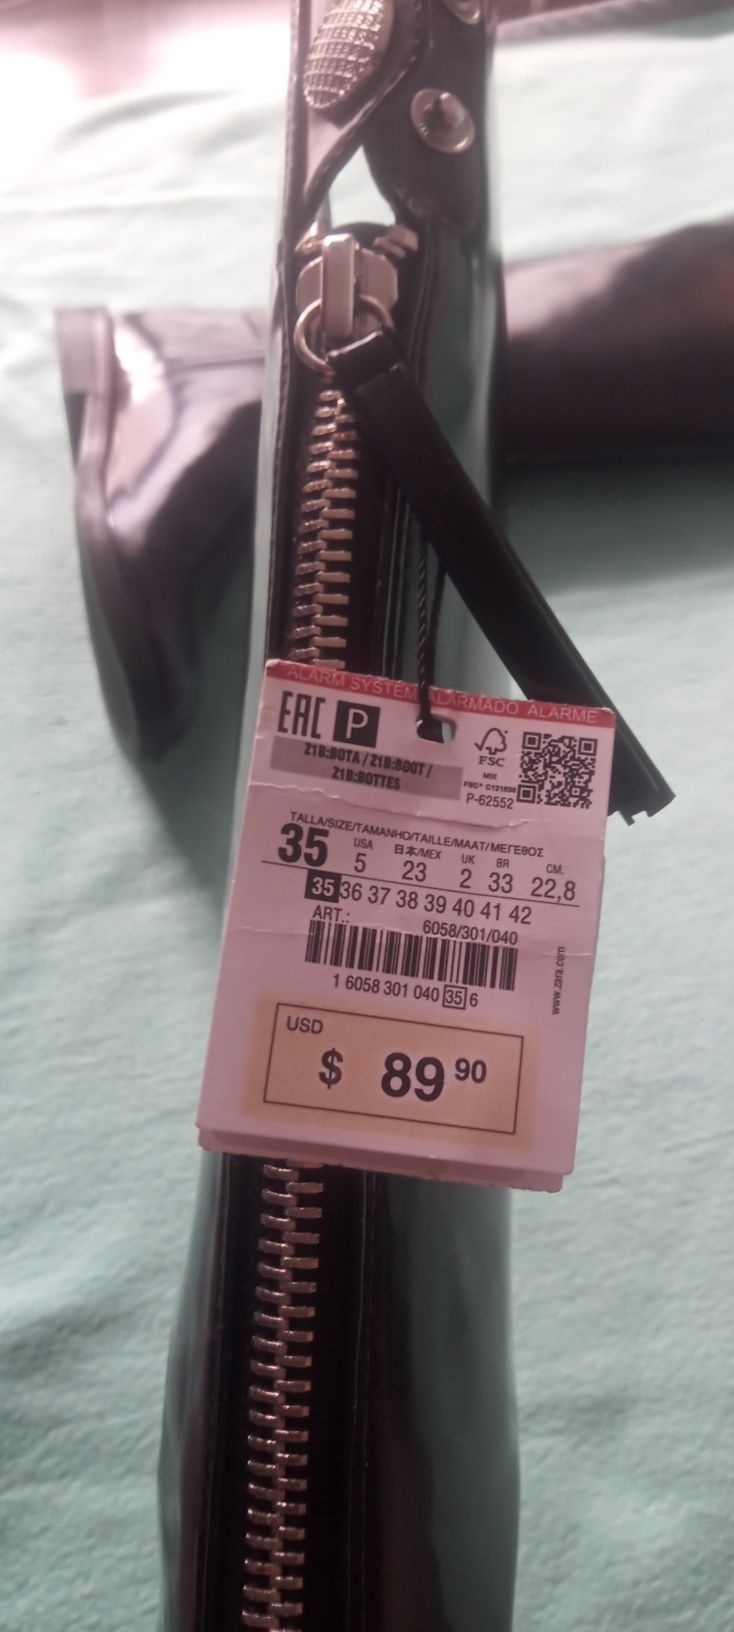 ALARM SYSTEM ALARMADO ALARME
EAC P
Z1B:BOTA / Z1B:BOOT /
Z1B:BOTTES
FSC
MIX
FSC® C121938
P-62552
TALLA/SIZE/TAMANHO/TAILLE/MAAT/ΜΕΓΕΘΟΣ
USA 日本/MEX UK BR CM.
35 5 23 2 33 22,8
35 36 37 38 39 40 41 42
ART.: 6058/301/040
1 6058 301 040 35 6
www.zara.com
USD
$ 89 90